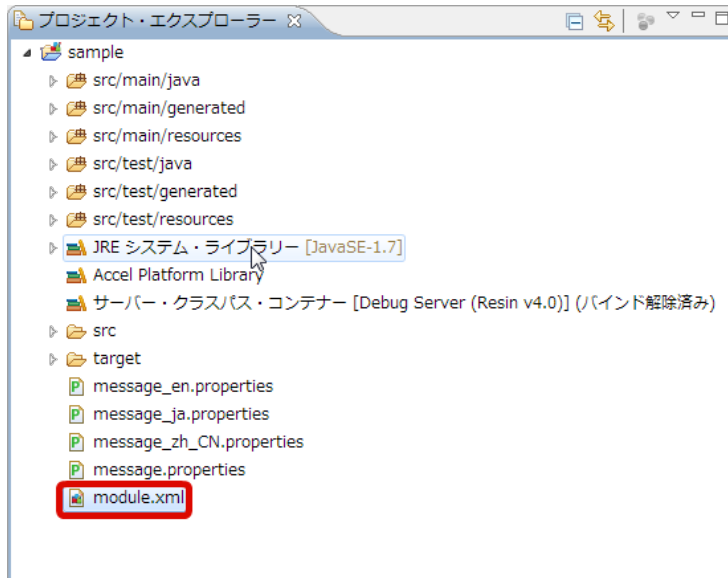 プロジェクト・エクスプローラー
sample
src/main/java
src/main/generated
src/main/resources
src/test/java
src/test/generated
src/test/resources
JRE システム・ライブラリー [JavaSE-1.7]
Accel Platform Library
サーバー・クラスパス・コンテナー [Debug Server (Resin v4.0)] (バインド解除済み)
src
target
message_en.properties
message_ja.properties
message_zh_CN.properties
message.properties
module.xml